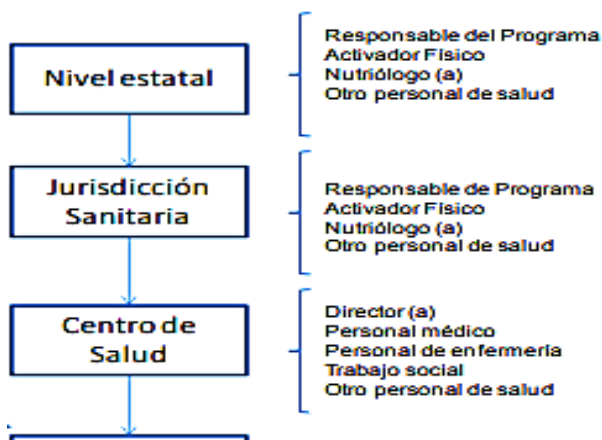 Nivel estatal
Responsable del Programa
Activador Físico
Nutriólogo (a)
Otro personal de salud
Jurisdicción
Sanitaria
Responsable de Programa
Activador Físico
Nutriólogo (a)
Otro personal de salud
Centro de
Salud
Director (a)
Personal médico
Personal de enfermería
Trabajo social
Otro personal de salud